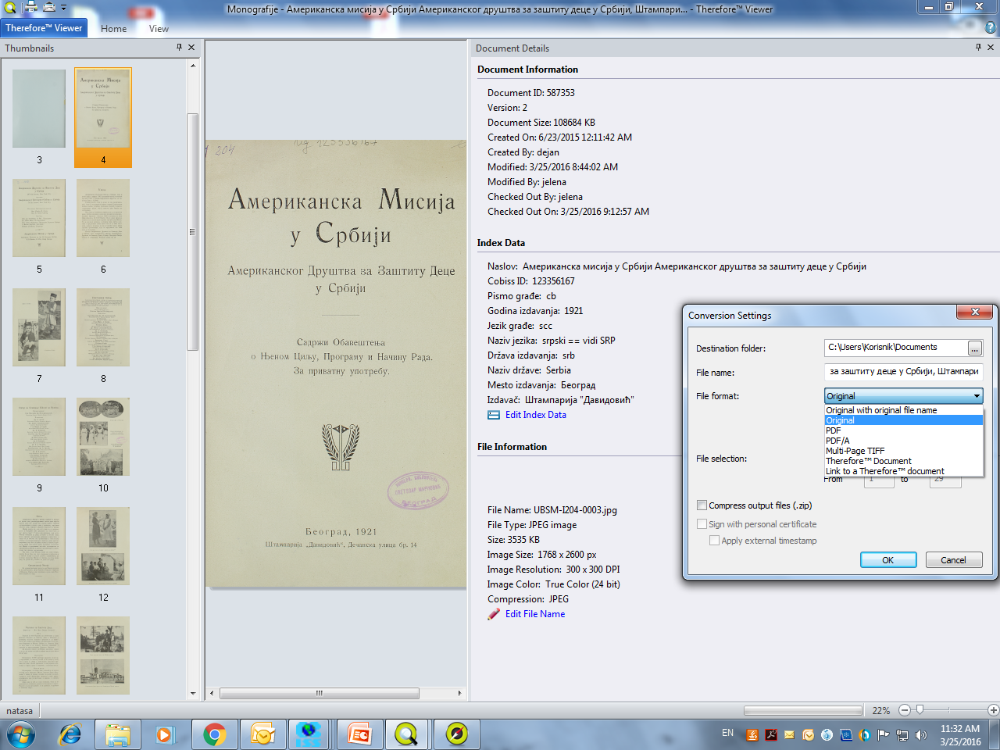 Monografije - Американска мисија у Србији Американског друштва за заштиту деце у Србији, Штампари... - Therefore™ Viewer
Therefore™ Viewer
Home
View
Thumbnails
3
4
5
6
7
8
9
10
11
12
204
123356167
Американска Мисија
у Србији
Американског Друштва за Заштиту Деце
у Србији
Садржи Обавештења
о Њеном Циљу, Програму и Начину Рада.
За приватну употребу.
БЕОГРАД
Београд, 1921
Штампарија „Давидовић“, Дечанска улица бр. 14
Document Details
Document Information
Document ID: 587353
Version: 2
Document Size: 108684 KB
Created On: 6/23/2015 12:11:42 AM
Created By: dejan
Modified: 3/25/2016 8:44:02 AM
Modified By: jelena
Checked Out By: jelena
Checked Out On: 3/25/2016 9:12:57 AM
Index Data
Naslov: Американска мисија у Србији Американског друштва за заштиту деце у Србији
Cobiss ID: 123356167
Pismo građe: cb
Godina izdavanja: 1921
Jezik građe: scc
Naziv jezika: srpski == vidi SRP
Država izdavanja: srb
Naziv države: Serbia
Mesto izdavanja: Београд
Izdavač: Штампарија "Давидовић"
Edit Index Data
File Information
File Name: UBSM-I204-0003.jpg
File Type: JPEG image
Size: 3535 KB
Image Size: 1768 x 2600 px
Image Resolution: 300 x 300 DPI
Image Color: True Color (24 bit)
Compression: JPEG
Edit File Name
Conversion Settings
Destination folder: C:\Users\Korisnik\Documents ...
File name: за заштиту деце у Србији, Штампари
File format: Original
Original with original file name
Original
PDF
PDF/A
Multi-Page TIFF
Therefore™ Document
Link to a Therefore™ document
File selection:
From 1 to 29
Compress output files (.zip)
Sign with personal certificate
Apply external timestamp
OK
Cancel
natasa
22%
EN
11:32 AM
3/25/2016